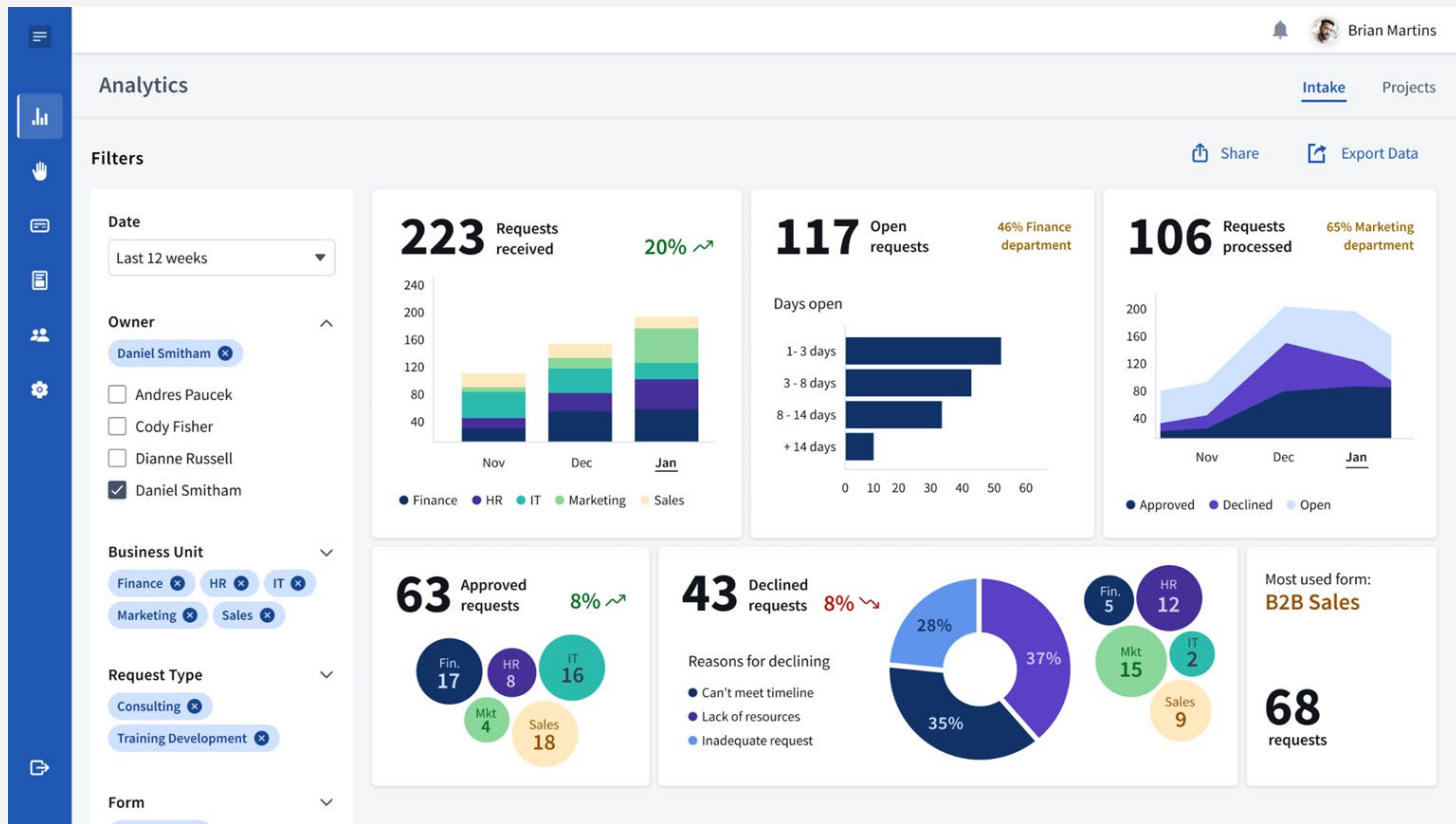 Brian Martins
Analytics
Intake
Projects
Filters
Share
Export Data
Date
Last 12 weeks
Owner
Daniel Smitham
Andres Paucek
Cody Fisher
Dianne Russell
Daniel Smitham
Business Unit
Finance
HR
IT
Marketing
Sales
Request Type
Consulting
Training Development
Form
223
Requests
received
20%
240
200
160
120
80
40
Nov
Dec
Jan
Finance
HR
IT
Marketing
Sales
117
Open
requests
46% Finance
department
Days open
1- 3 days
3 - 8 days
8 - 14 days
+ 14 days
0
10
20
30
40
50
60
106
Requests
processed
65% Marketing
department
200
160
120
80
40
Nov
Dec
Jan
Approved
Declined
Open
63
Approved
requests
8%
Fin.
17
HR
8
IT
16
Mkt
4
Sales
18
43
Declined
requests
8%
Reasons for declining
Can't meet timeline
Lack of resources
Inadequate request
28%
37%
35%
Fin.
5
HR
12
Mkt
15
IT
2
Sales
9
Most used form:
B2B Sales
68
requests